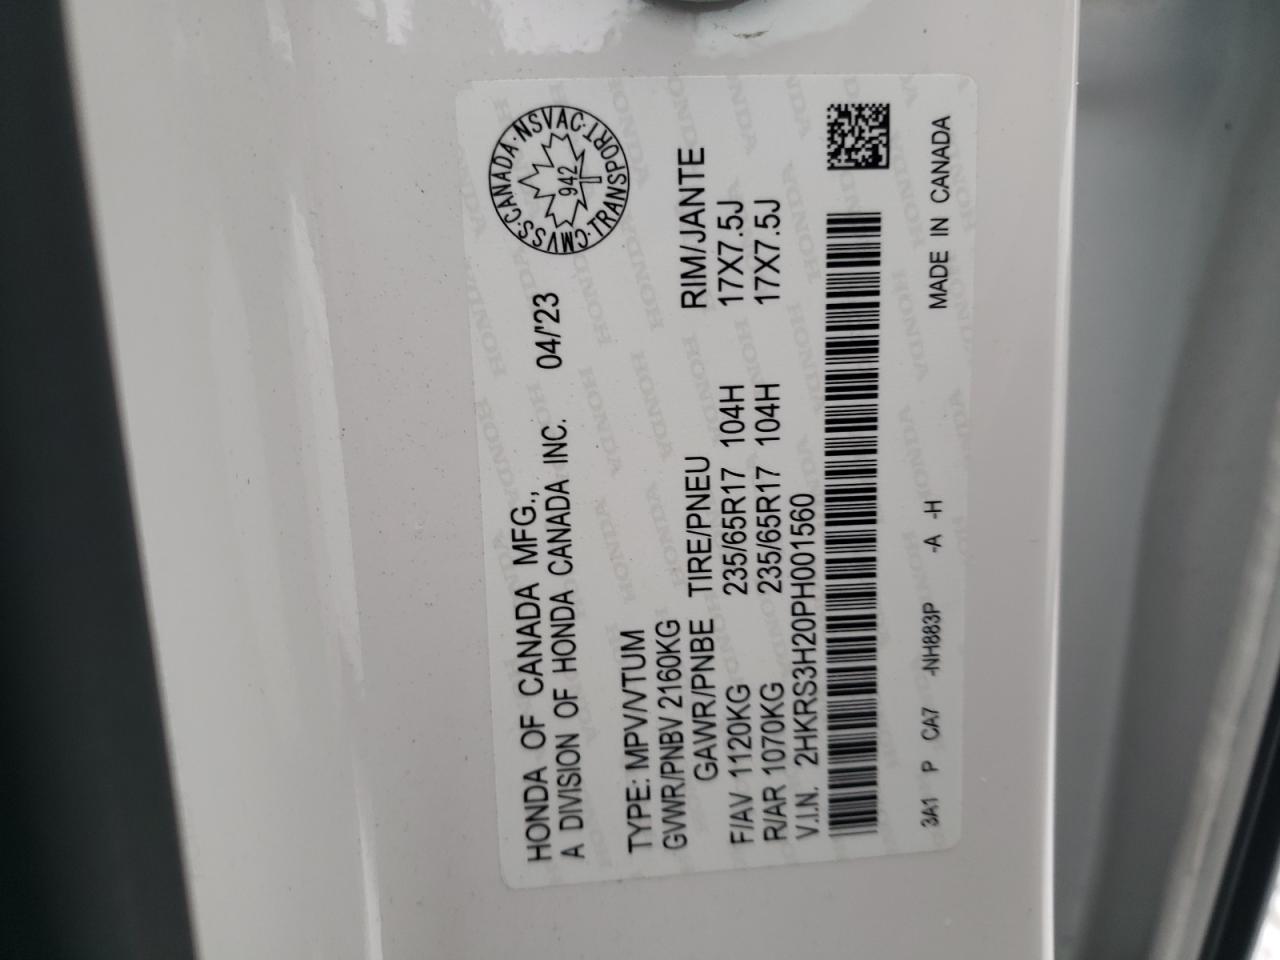 HONDA OF CANADA MFG.,
A DIVISION OF HONDA CANADA INC. 04/'23
CMVSS·CANADA·NSVAC·TRANSPORT·
942
TYPE: MPV/VTUM
GVWR/PNBV 2160KG
GAWR/PNBE TIRE/PNEU RIM/JANTE
F/AV 1120KG 235/65R17 104H 17X7.5J
R/AR 1070KG 235/65R17 104H 17X7.5J
V.I.N. 2HKRS3H20PH001560
3A1 P CA7 -NH883P -A -H MADE IN CANADA